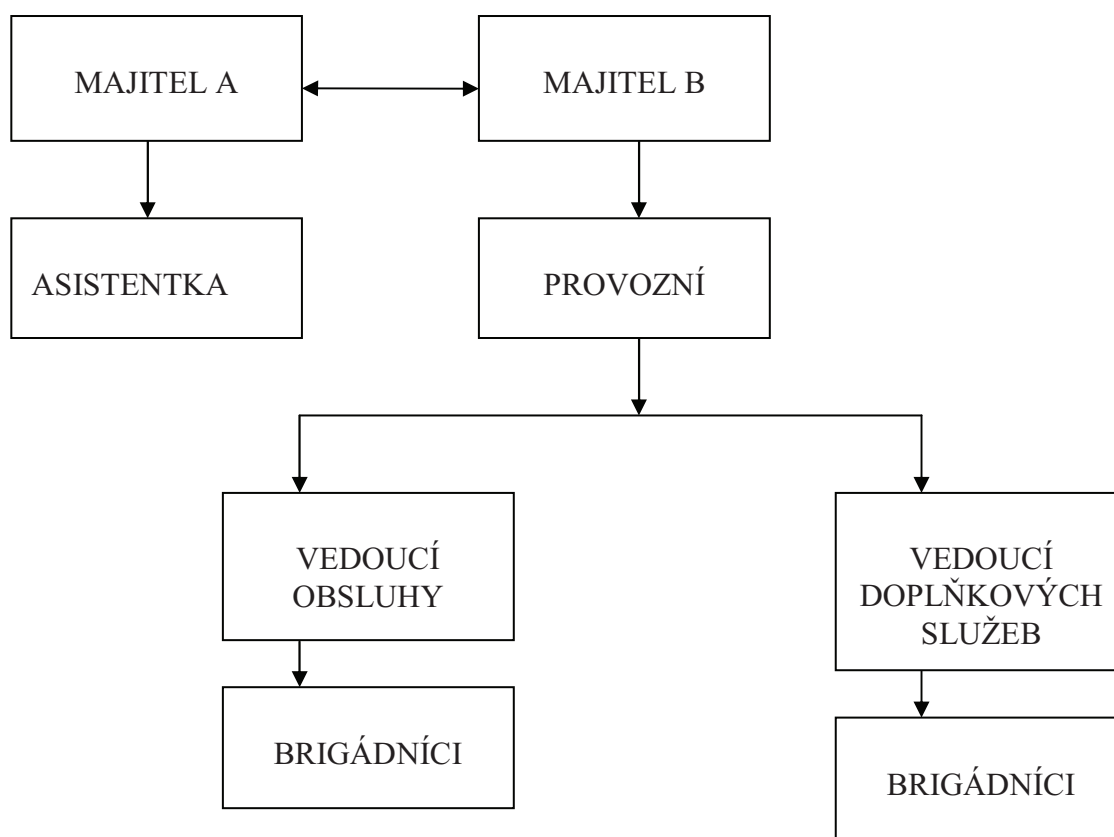 MAJITEL A
MAJITEL B
ASISTENTKA
PROVOZNÍ
VEDOUCÍ
OBSLUHY
VEDOUCÍ
DOPLŇKOVÝCH
SLUŽEB
BRIGÁDNÍCI
BRIGÁDNÍCI